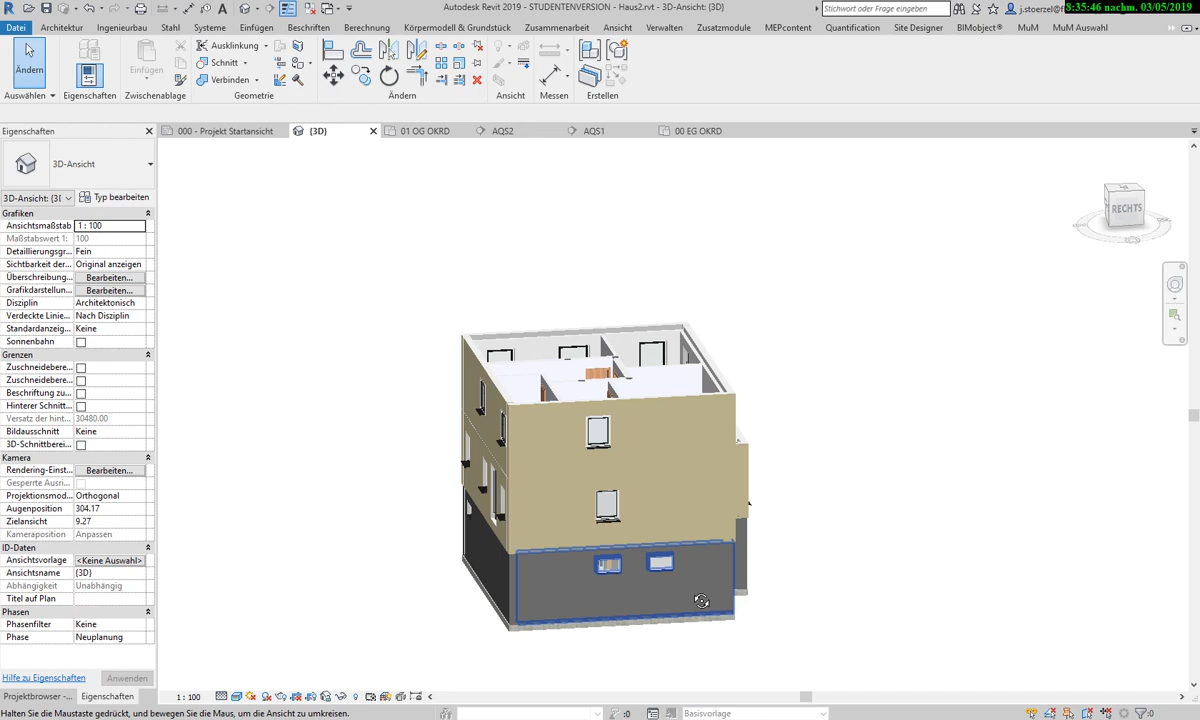 Autodesk Revit 2019 - STUDENTENVERSION - Haus2.rvt - 3D-Ansicht: {3D}
Stichwort oder Frage eingeben
j.stoerzel@f
8:35:46 nachm. 03/05/2019
Datei Architektur Ingenieurbau Stahl Systeme Einfügen Beschriften Berechnung Körpermodell & Grundstück Zusammenarbeit Ansicht Verwalten Zusatzmodule MEPcontent Quantification Site Designer BIMobject® MuM MuM Auswahl
Ändern
Einfügen
Ausklinkung
Schnitt
Verbinden
Auswählen Eigenschaften Zwischenablage Geometrie Ändern Ansicht Messen Erstellen
Eigenschaften
000 - Projekt Startansicht
{3D}
01 EG OKRD
AQS2
AQS1
00 EG OKRD
3D-Ansicht
3D-Ansicht: {3I
Typ bearbeiten
Grafiken
Ansichtsmaßstab 1 : 100
Maßstabswert 1: 100
Detaillierungsgr... Fein
Sichtbarkeit der... Original anzeigen
Überschreibung... Bearbeiten...
Grafikdarstellun... Bearbeiten...
Disziplin Architektonisch
Verdeckte Linie... Nach Disziplin
Standardanzeig... Keine
Sonnenbahn
Grenzen
Zuschneidebere...
Zuschneidebere...
Beschriftung zu...
Hinterer Schnitt...
Versatz der hint... 30480.00
Bildausschnitt Keine
3D-Schnittberei...
Kamera
Rendering-Einst... Bearbeiten...
Gesperrte Ausri...
Projektionsmod... Orthogonal
Augenposition 304.17
Zielansicht 9.27
Kameraposition Anpassen
ID-Daten
Ansichtsvorlage <Keine Auswahl>
Ansichtsname {3D}
Abhängigkeit Unabhängig
Titel auf Plan
Phasen
Phasenfilter Keine
Phase Neuplanung
Hilfe zu Eigenschaften
Anwenden
Projektbrowser -...
Eigenschaften
RECHTS
1 : 100
Halten Sie die Maustaste gedrückt, und bewegen Sie die Maus, um die Ansicht zu umkreisen.
:0
Basisvorlage
:0